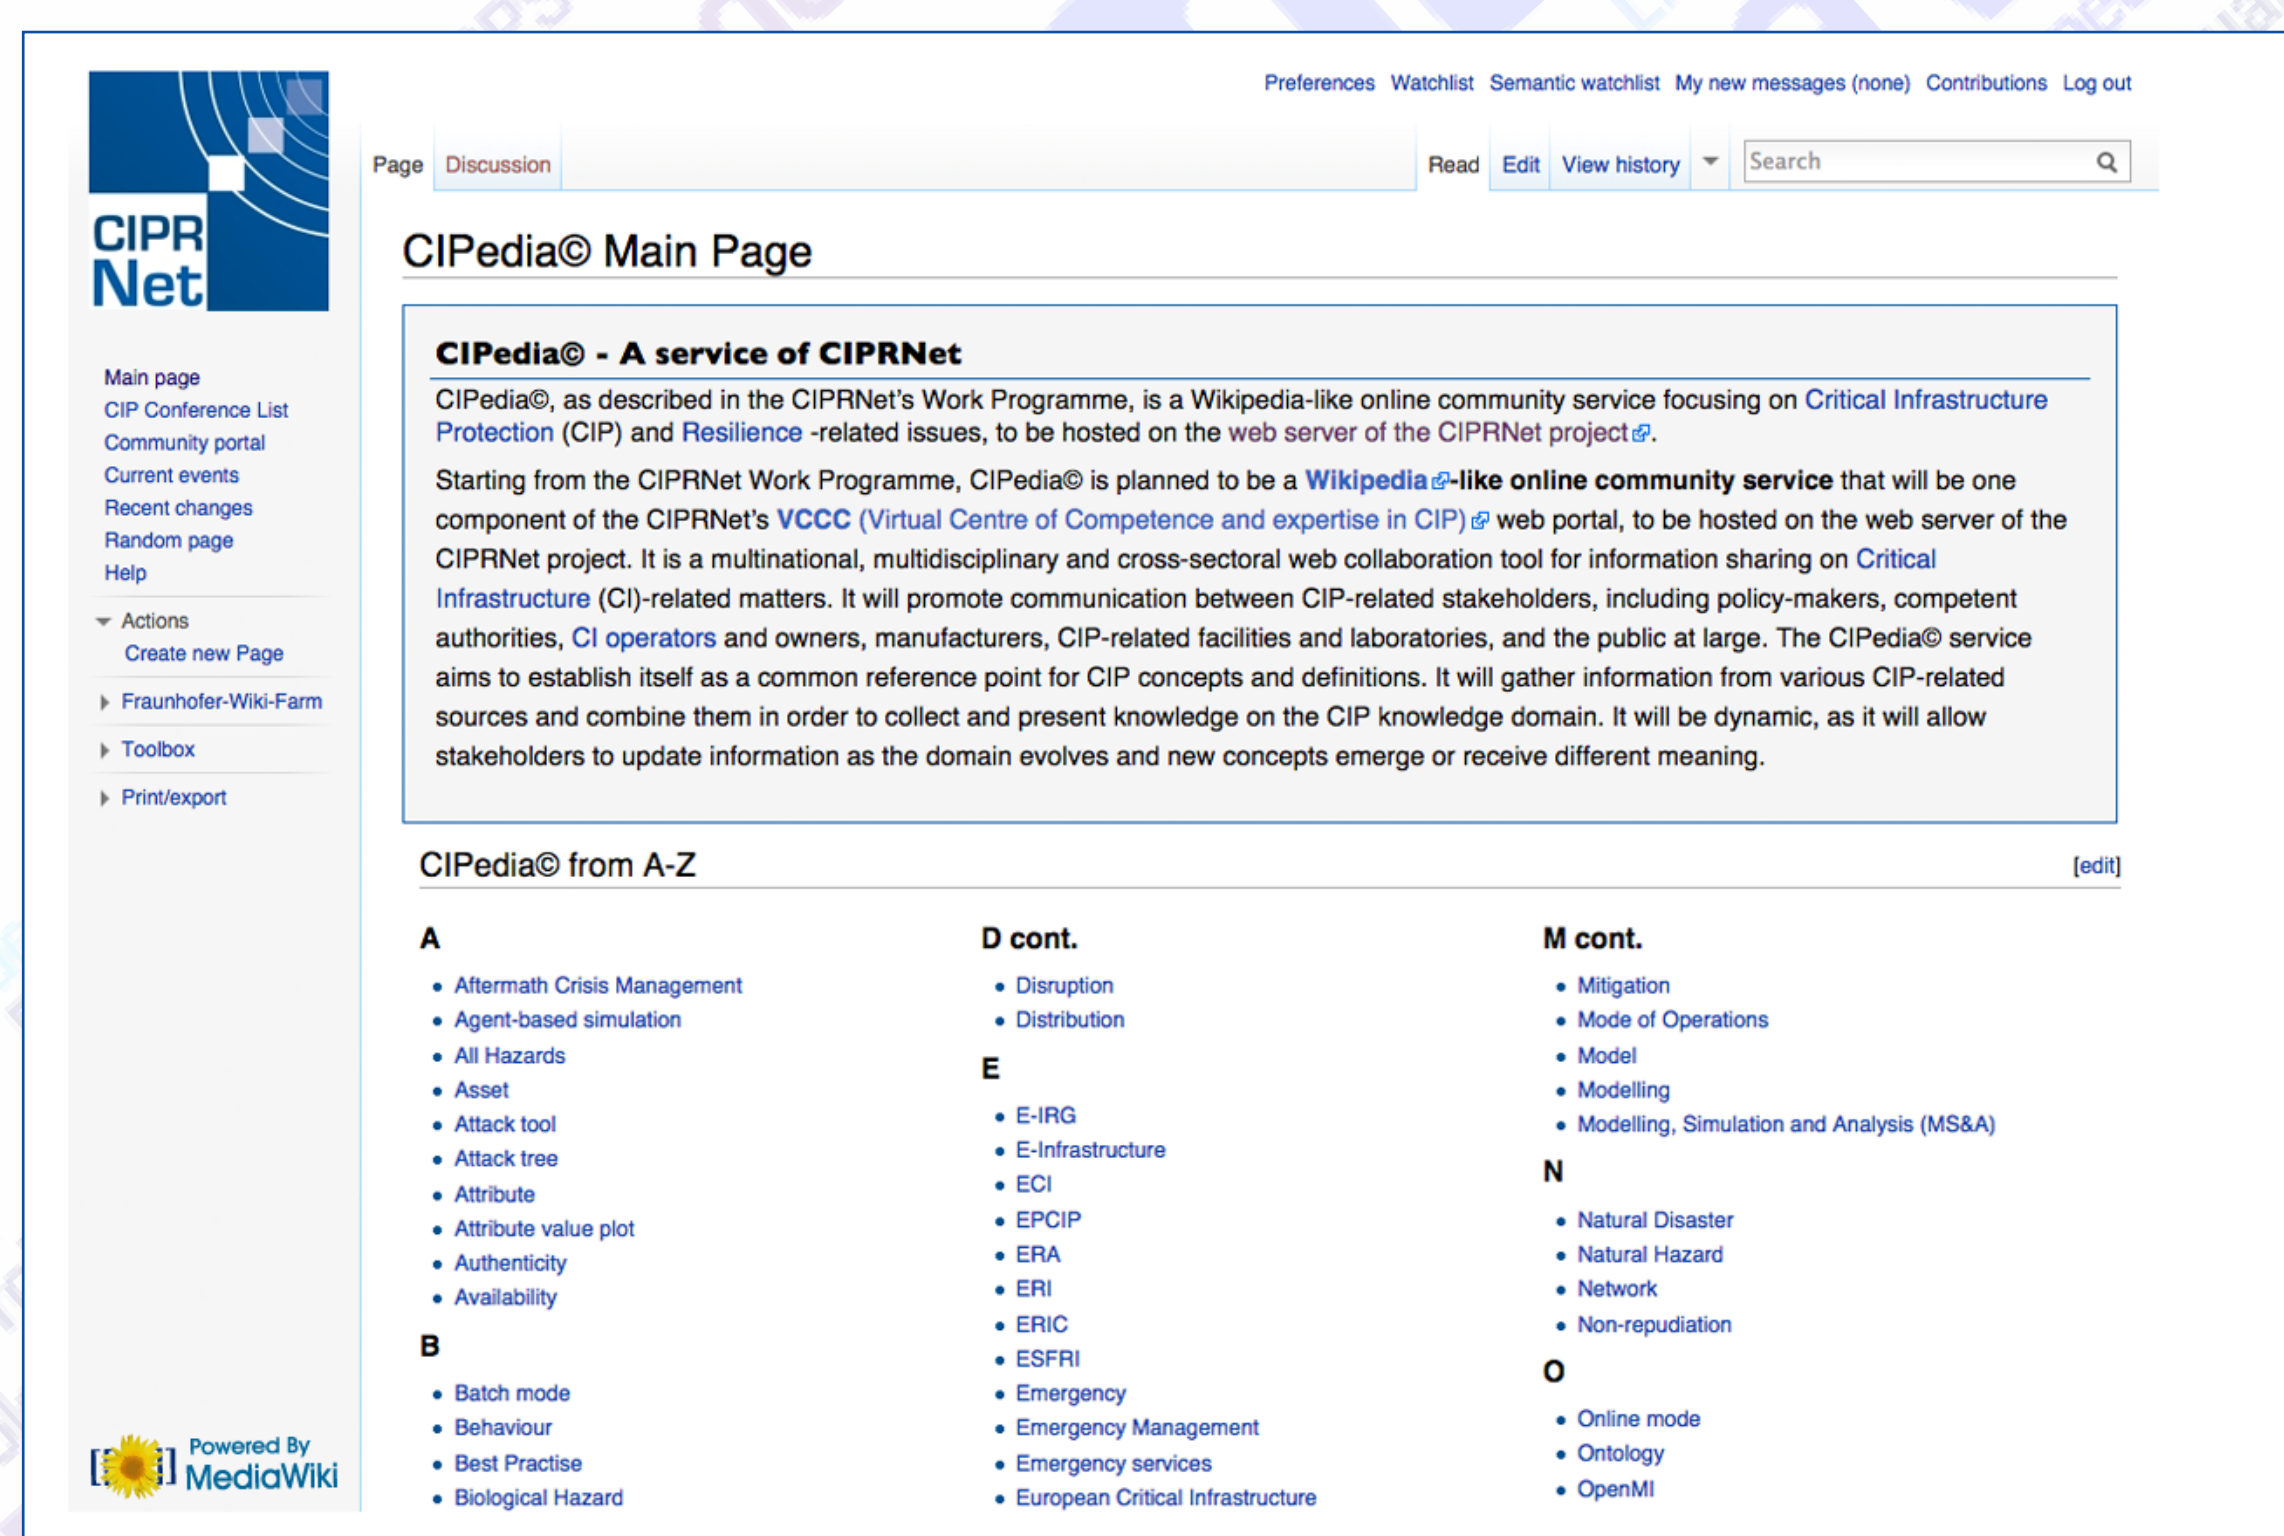 Preferences Watchlist Semantic watchlist My new messages (none) Contributions Log out
CIPR
Net
Page Discussion Read Edit View history Search
CIPedia© Main Page
Main page
CIP Conference List
Community portal
Current events
Recent changes
Random page
Help
Actions
Create new Page
Fraunhofer-Wiki-Farm
Toolbox
Print/export
CIPedia© - A service of CIPRNet
CIPedia©, as described in the CIPRNet's Work Programme, is a Wikipedia-like online community service focusing on Critical Infrastructure
Protection (CIP) and Resilience -related issues, to be hosted on the web server of the CIPRNet project.
Starting from the CIPRNet Work Programme, CIPedia© is planned to be a Wikipedia-like online community service that will be one
component of the CIPRNet's VCCC (Virtual Centre of Competence and expertise in CIP) web portal, to be hosted on the web server of the
CIPRNet project. It is a multinational, multidisciplinary and cross-sectoral web collaboration tool for information sharing on Critical
Infrastructure (CI)-related matters. It will promote communication between CIP-related stakeholders, including policy-makers, competent
authorities, CI operators and owners, manufacturers, CIP-related facilities and laboratories, and the public at large. The CIPedia© service
aims to establish itself as a common reference point for CIP concepts and definitions. It will gather information from various CIP-related
sources and combine them in order to collect and present knowledge on the CIP knowledge domain. It will be dynamic, as it will allow
stakeholders to update information as the domain evolves and new concepts emerge or receive different meaning.
CIPedia© from A-Z [edit]
A
Aftermath Crisis Management
Agent-based simulation
All Hazards
Asset
Attack tool
Attack tree
Attribute
Attribute value plot
Authenticity
Availability
B
Batch mode
Behaviour
Best Practise
Biological Hazard
D cont.
Disruption
Distribution
E
E-IRG
E-Infrastructure
ECI
EPCIP
ERA
ERI
ERIC
ESFRI
Emergency
Emergency Management
Emergency services
European Critical Infrastructure
M cont.
Mitigation
Mode of Operations
Model
Modelling
Modelling, Simulation and Analysis (MS&A)
N
Natural Disaster
Natural Hazard
Network
Non-repudiation
O
Online mode
Ontology
OpenMI
Powered By
MediaWiki